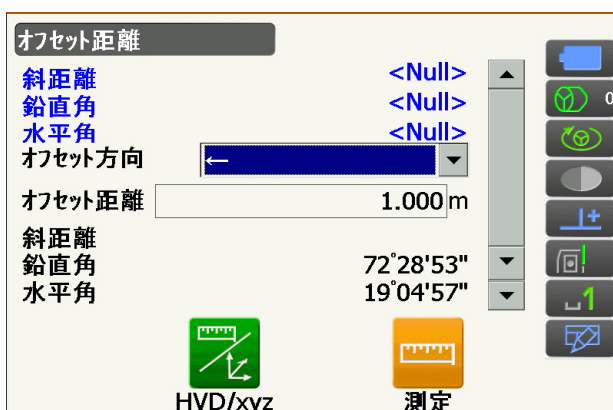 オフセット距離
斜距離 <Null>
鉛直角 <Null>
水平角 <Null>
オフセット方向 ←
オフセット距離 1.000 m
斜距離
鉛直角 72°28'53"
水平角 19°04'57"
HVD/xyz 測定
0
1